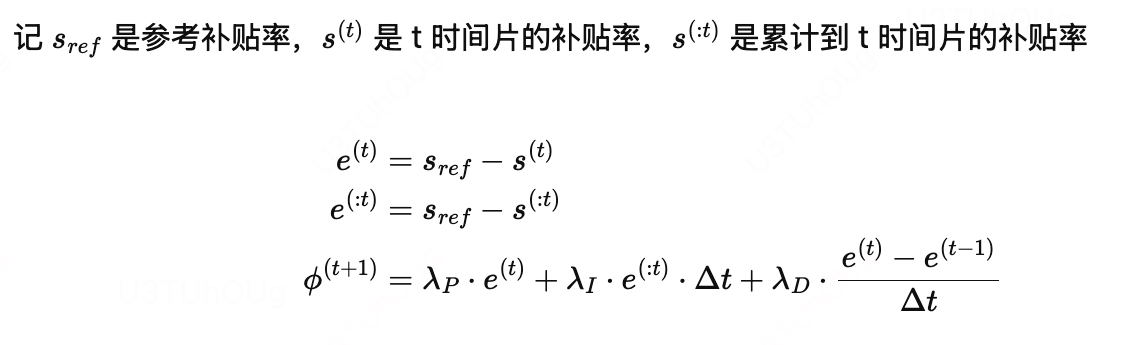 记 s_{ref} 是参考补贴率，s^{(t)} 是 t 时间片的补贴率，s^{(:t)} 是累计到 t 时间片的补贴率
e^{(t)} = s_{ref} − s^{(t)}
e^{(:t)} = s_{ref} − s^{(:t)}
ϕ^{(t+1)} = λ_P · e^{(t)} + λ_I · e^{(:t)} · Δt + λ_D · \frac{e^{(t)} − e^{(t−1)}}{Δt}